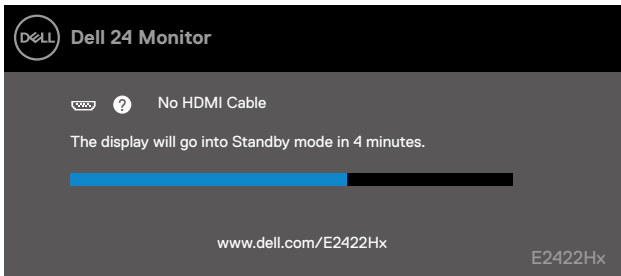 DELL Dell 24 Monitor
? No HDMI Cable
The display will go into Standby mode in 4 minutes.
www.dell.com/E2422Hx
E2422Hx